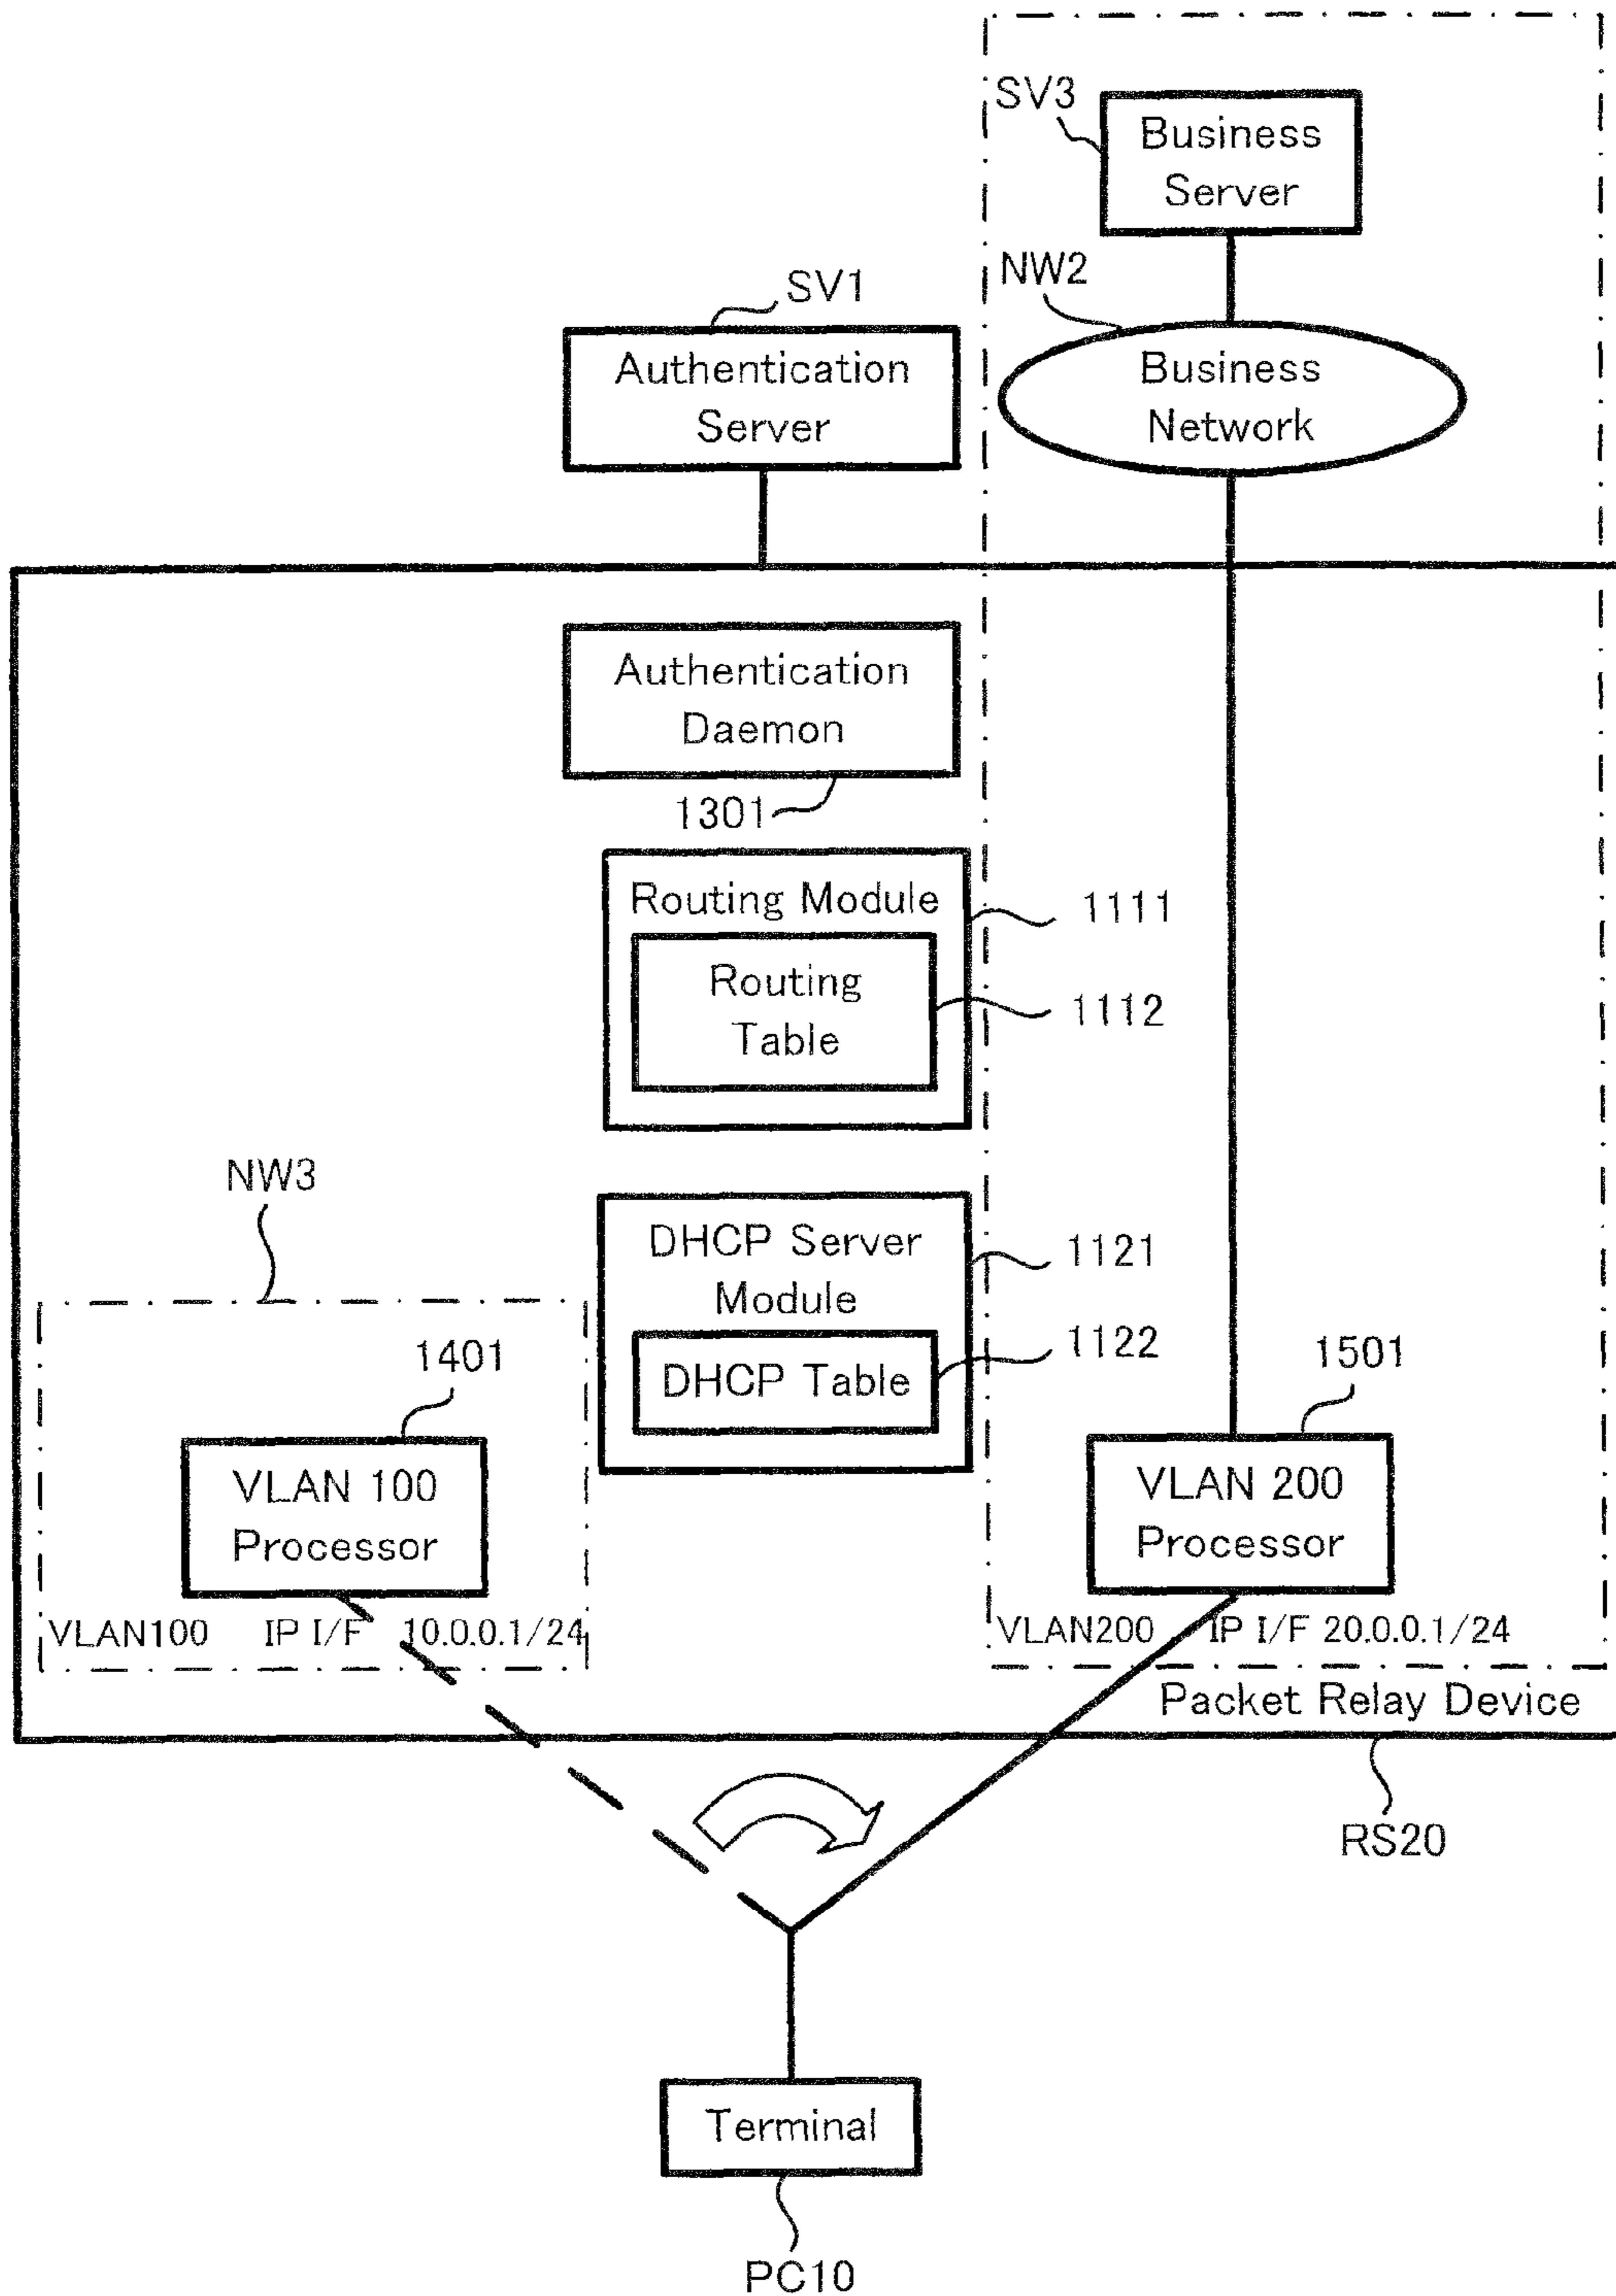 SV3
Business
Server
NW2
SV1
Business
Network
Authentication
Server
Authentication
Daemon
1301
Routing Module
1111
Routing
Table
1112
NW3
DHCP Server
Module
1121
1401
DHCP Table
1122
1501
VLAN 100
Processor
VLAN 200
Processor
VLAN100 IP I/F 10.0.0.1/24
VLAN200 IP I/F 20.0.0.1/24
Packet Relay Device
RS20
Terminal
PC10